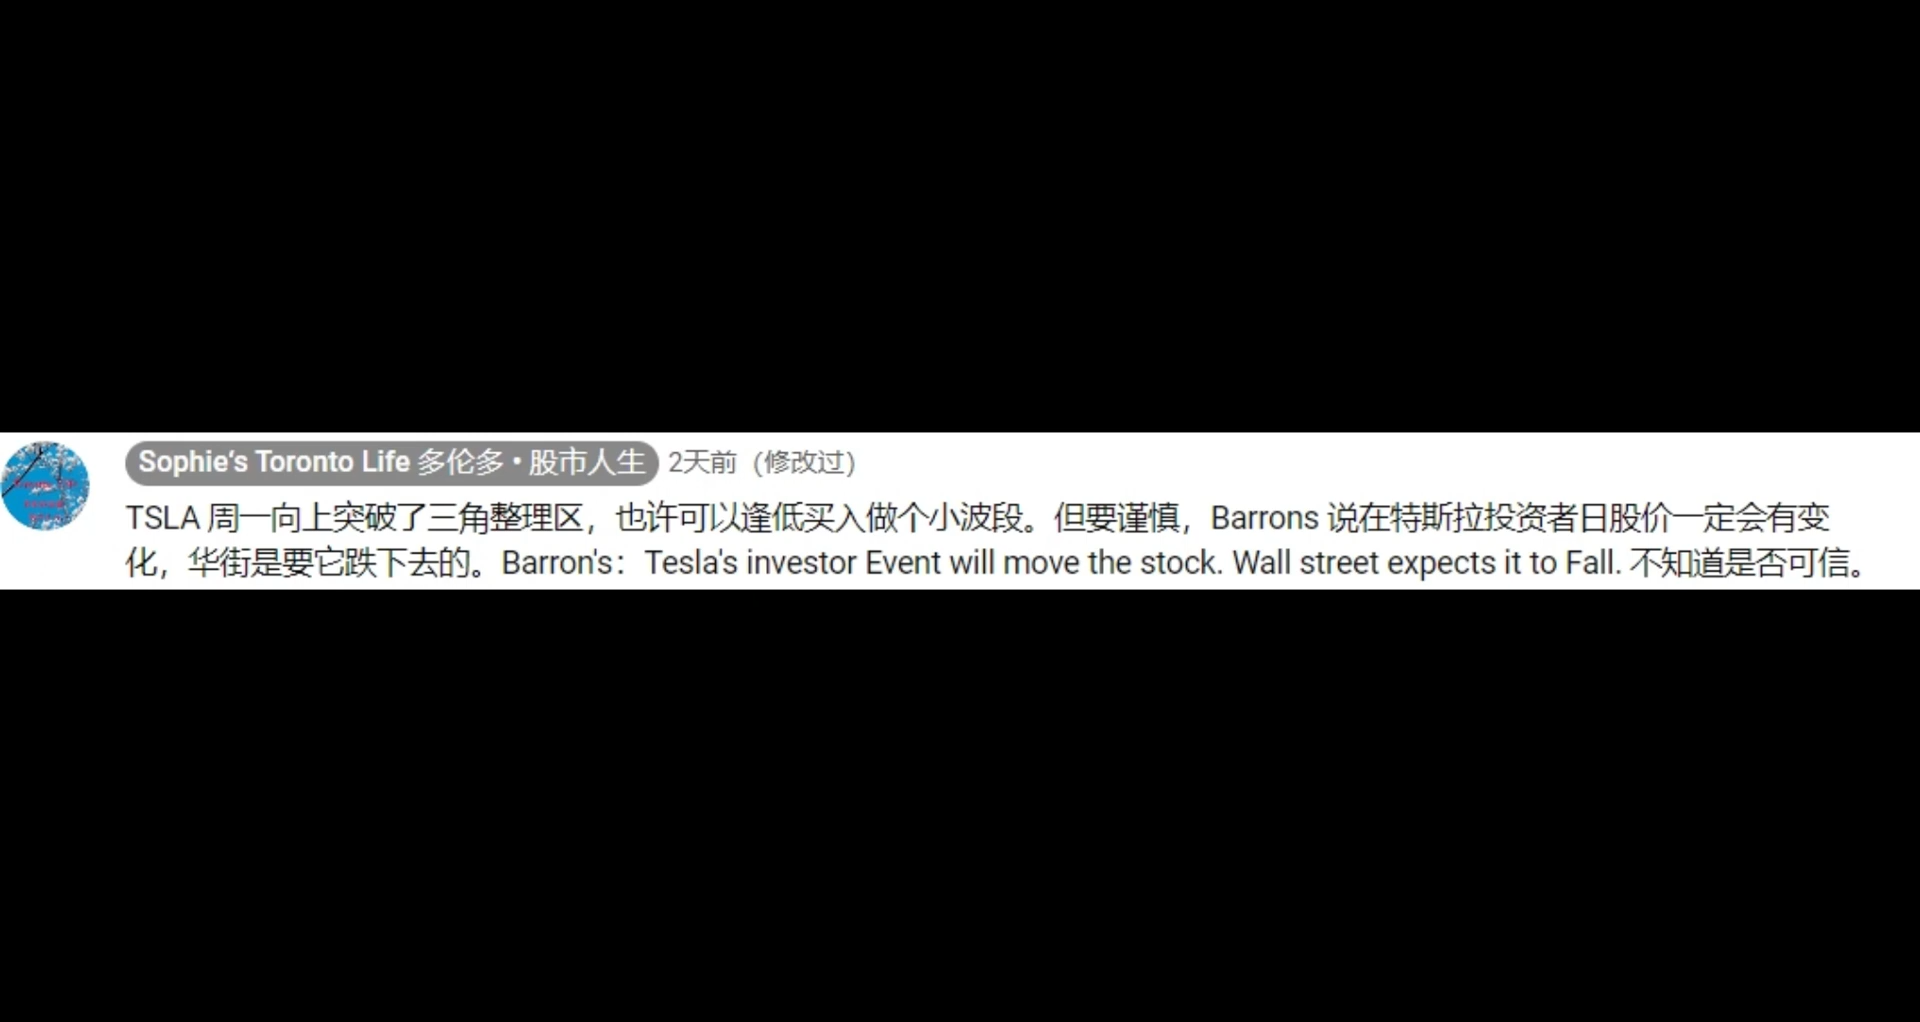 Sophie‘s Toronto Life 多伦多 • 股市人生 2天前（修改过）
TSLA 周一向上突破了三角整理区，也许可以逢低买入做个小波段。但要谨慎，Barrons 说在特斯拉投资者日股价一定会有变
化，华街是要它跌下去的。Barron's：Tesla's investor Event will move the stock. Wall street expects it to Fall. 不知道是否可信。